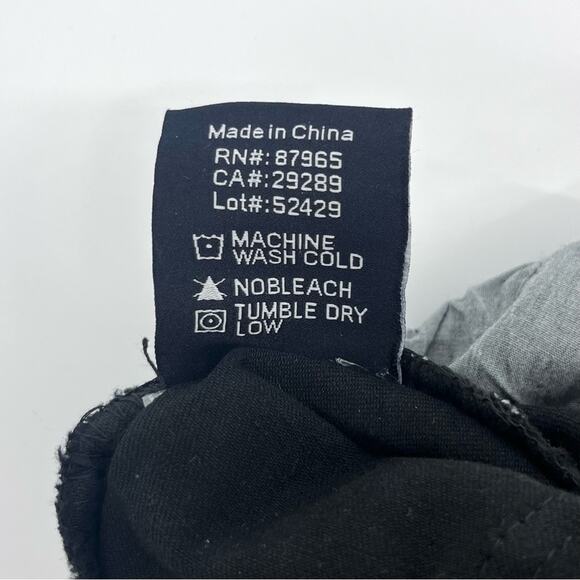 Made in China
RN#: 87965
CA#: 29289
Lot#: 52429
MACHINE
WASH COLD
NOBLEACH
TUMBLE DRY
LOW